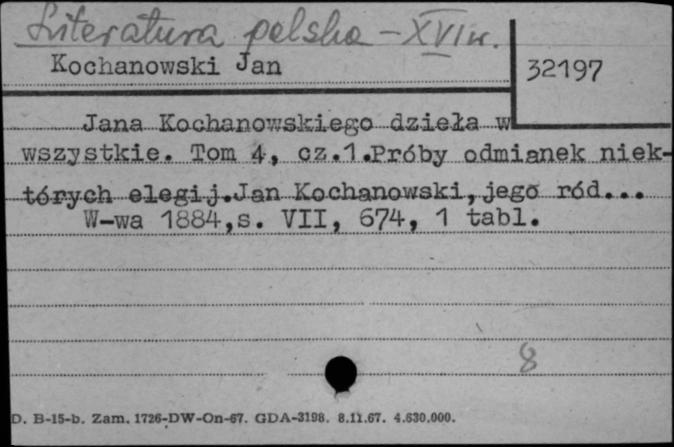 Literatura polska - XVI w.
Kochanowski Jan
32197
Jana Kochanowskiego dzieła w
wszystkie. Tom 4, cz.1.Próby odmianek niek-
tórych elegij.Jan Kochanowski,jego ród...
W-wa 1884,s. VII, 674, 1 tabl.
8
D. B-15-b. Zam. 1726-DW-On-67. GDA-3198. 8.11.67. 4.630.000.